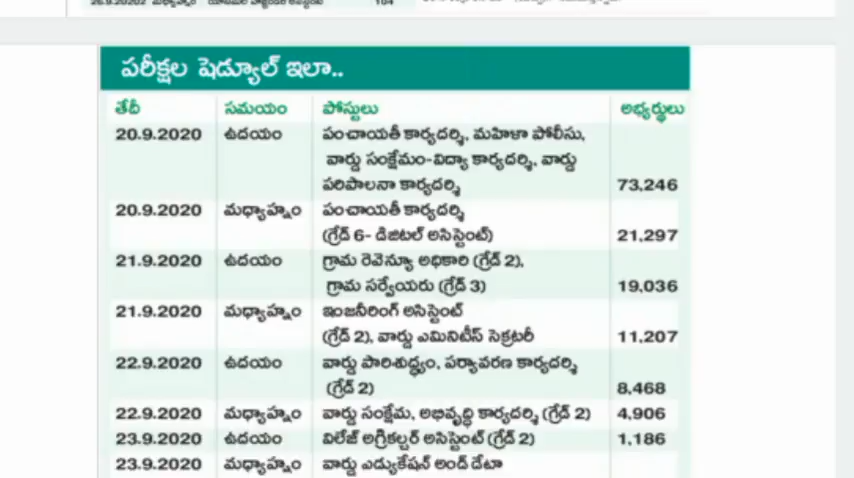 పరీక్షల షెడ్యూల్ ఇలా..
తేదీ సమయం పోస్టులు అభ్యర్థులు
20.9.2020 ఉదయం పంచాయతీ కార్యదర్శి, మహిళా పోలీసు,
వార్డు సంక్షేమం-విద్యా కార్యదర్శి, వార్డు
పరిపాలనా కార్యదర్శి 73,246
20.9.2020 మధ్యాహ్నం పంచాయతీ కార్యదర్శి
(గ్రేడ్ 6- డిజిటల్ అసిస్టెంట్) 21,297
21.9.2020 ఉదయం గ్రామ రెవెన్యూ అధికారి (గ్రేడ్ 2),
గ్రామ సర్వేయరు (గ్రేడ్ 3) 19,036
21.9.2020 మధ్యాహ్నం ఇంజనీరింగ్ అసిస్టెంట్
(గ్రేడ్ 2), వార్డు ఎమినిటీస్ సెక్రటరీ 11,207
22.9.2020 ఉదయం వార్డు పారిశుద్ధ్యం, పర్యావరణ కార్యదర్శి
(గ్రేడ్ 2) 8,468
22.9.2020 మధ్యాహ్నం వార్డు సంక్షేమ, అభివృద్ధి కార్యదర్శి (గ్రేడ్ 2) 4,906
23.9.2020 ఉదయం విలేజ్ అగ్రికల్చర్ అసిస్టెంట్ (గ్రేడ్ 2) 1,186
23.9.2020 మధ్యాహ్నం వార్డు ఎడ్యుకేషన్ అండ్ డేటా